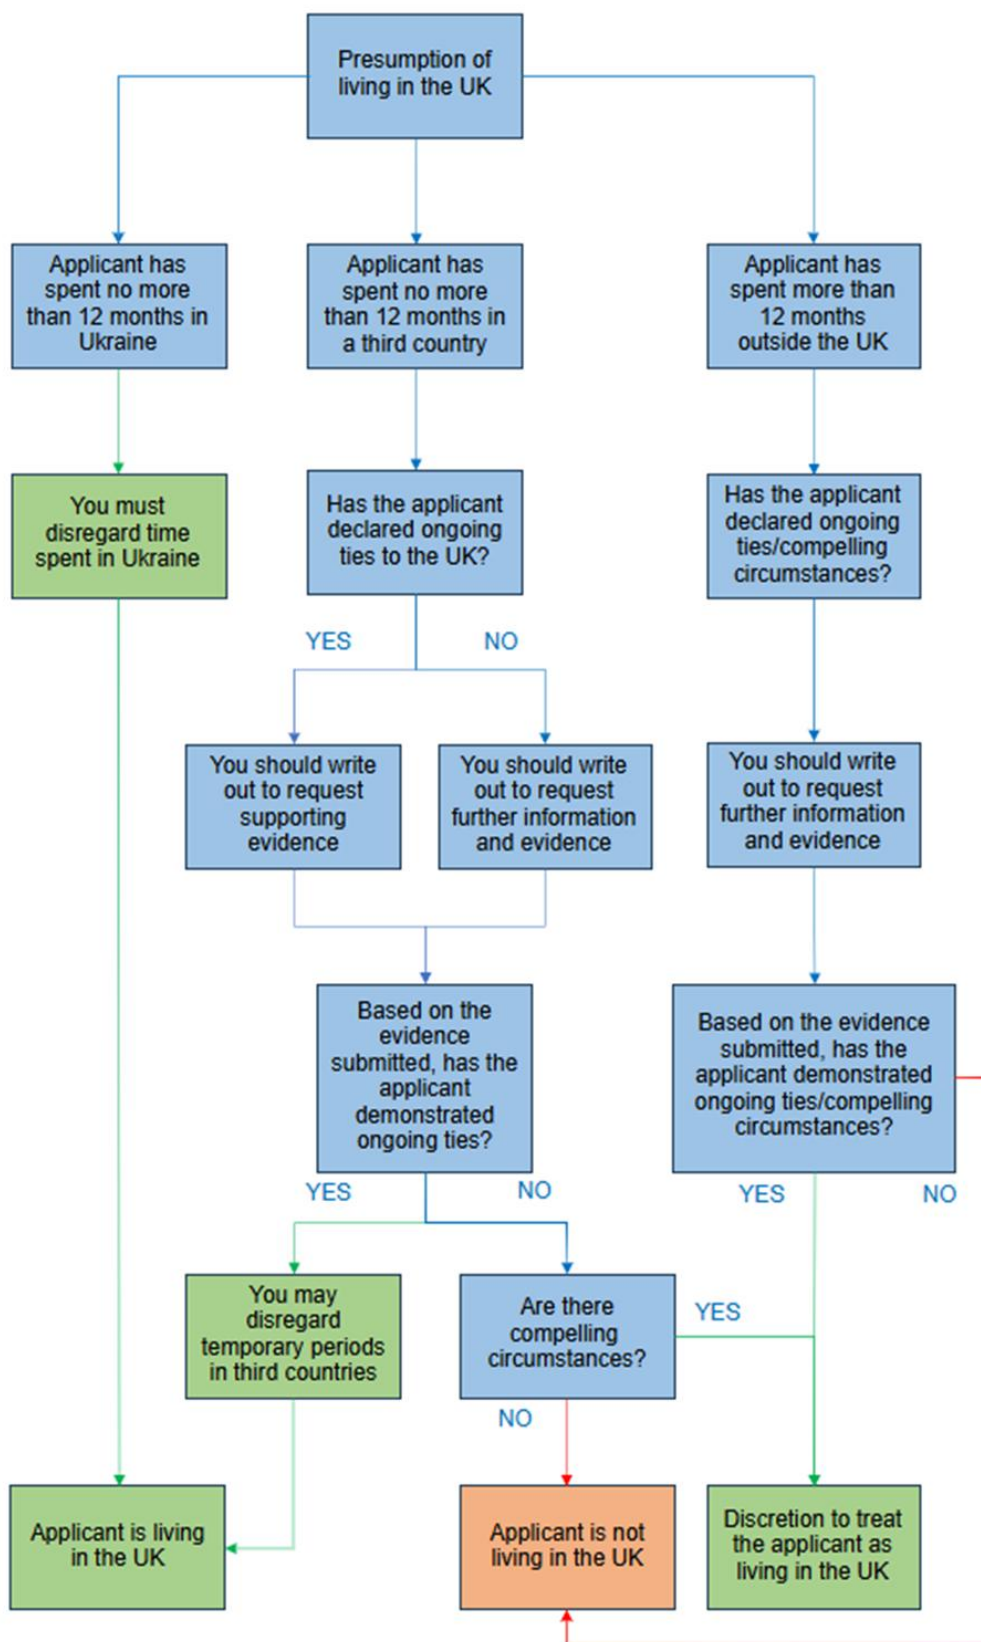 Presumption of
living in the UK
Applicant has
spent no more
than 12 months in
Ukraine
Applicant has
spent no more
than 12 months in
a third country
Applicant has
spent more than
12 months
outside the UK
You must
disregard time
spent in Ukraine
Has the applicant
declared ongoing
ties to the UK?
Has the applicant
declared ongoing
ties/compelling
circumstances?
YES
NO
You should write
out to request
supporting
evidence
You should write
out to request
further information
and evidence
You should write
out to request
further information
and evidence
Based on the
evidence
submitted, has the
applicant
demonstrated
ongoing ties?
Based on the evidence
submitted, has the
applicant demonstrated
ongoing ties/compelling
circumstances?
YES
NO
YES
NO
You may
disregard
temporary periods
in third countries
Are there
compelling
circumstances?
YES
NO
Applicant is living
in the UK
Applicant is not
living in the UK
Discretion to treat
the applicant as
living in the UK